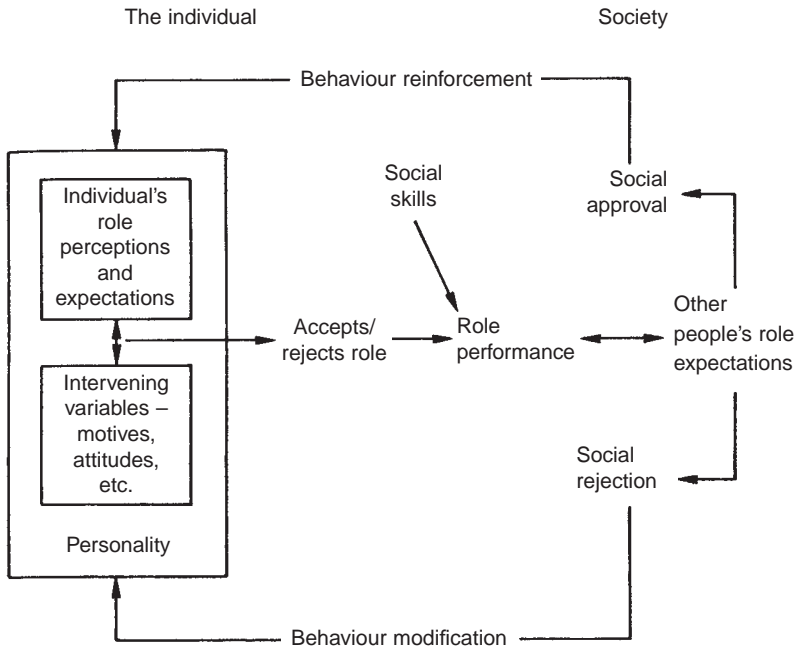 The individual
Society
Behaviour reinforcement
Individual's
role
perceptions
and
expectations
Intervening
variables –
motives,
attitudes,
etc.
Personality
Accepts/
rejects role
Social
skills
Role
performance
Social
approval
Other
people's role
expectations
Social
rejection
Behaviour modification